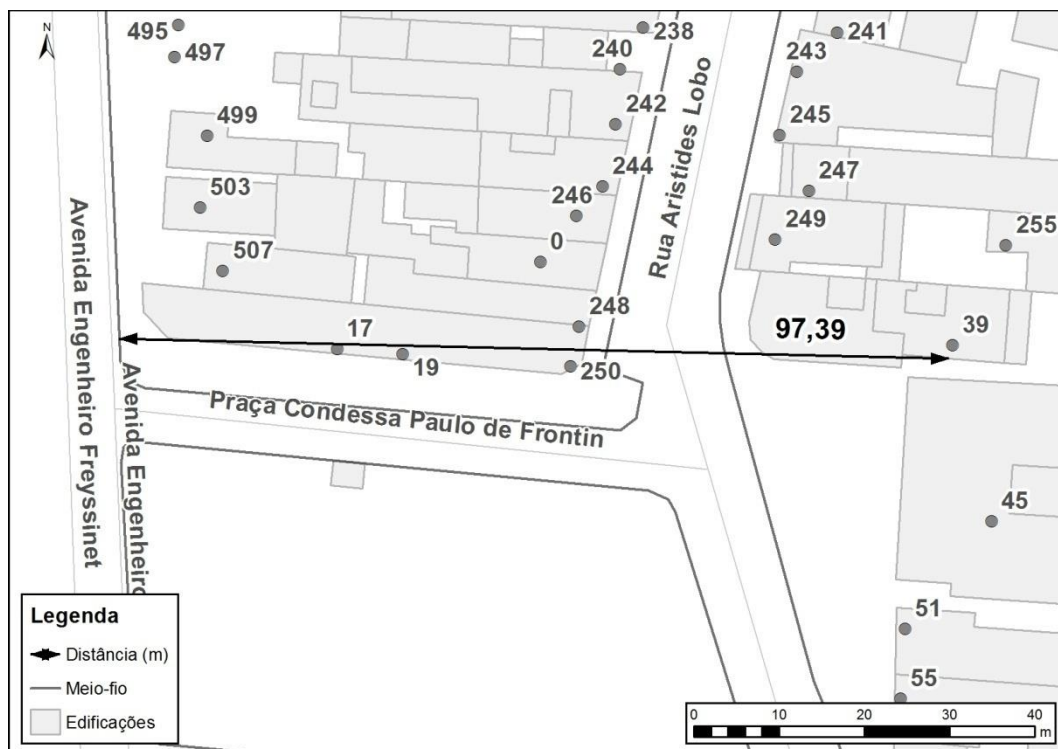 N
495
497
499
503
507
238
240
242
244
246
0
248
250
17
19
241
243
245
247
249
255
39
45
51
55
97,39
Rua Aristides Lobo
Praça Condessa Paulo de Frontin
Avenida Engenheiro Freyssinet
Avenida Engenheiro
Legenda
Distância (m)
Meio-fio
Edificações
0 10 20 30 40
m